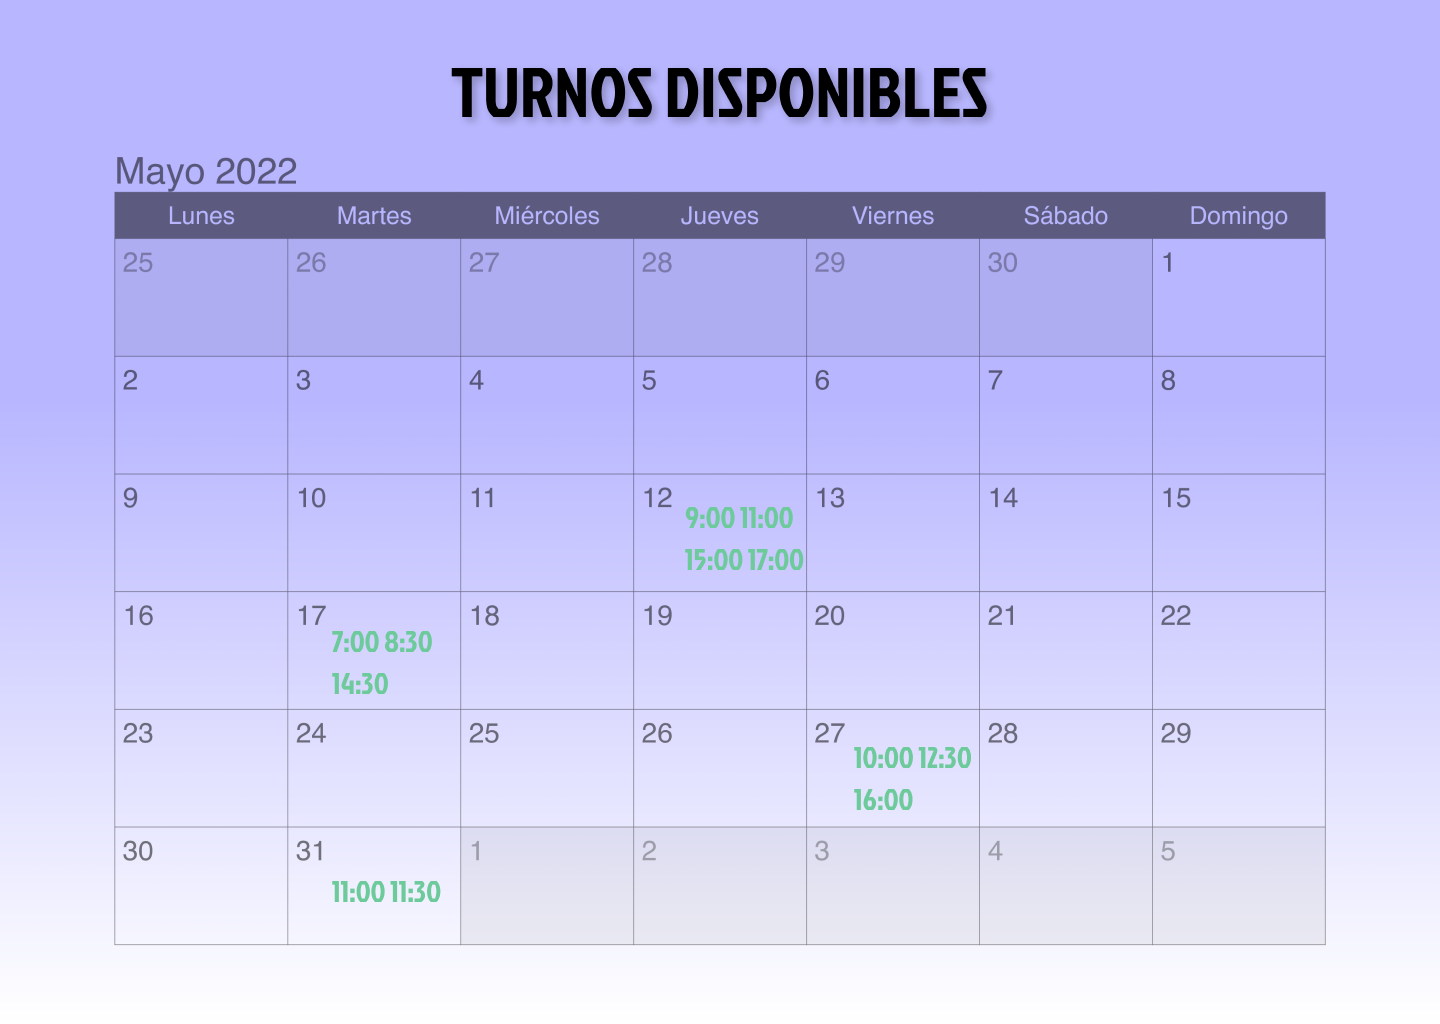 TURNOS DISPONIBLES
Mayo 2022
Lunes Martes Miércoles Jueves Viernes Sábado Domingo
25 26 27 28 29 30 1
2 3 4 5 6 7 8
9 10 11 12 13 14 15
9:00 11:00
15:00 17:00
16 17 18 19 20 21 22
7:00 8:30
14:30
23 24 25 26 27 28 29
10:00 12:30
16:00
30 31 1 2 3 4 5
11:00 11:30